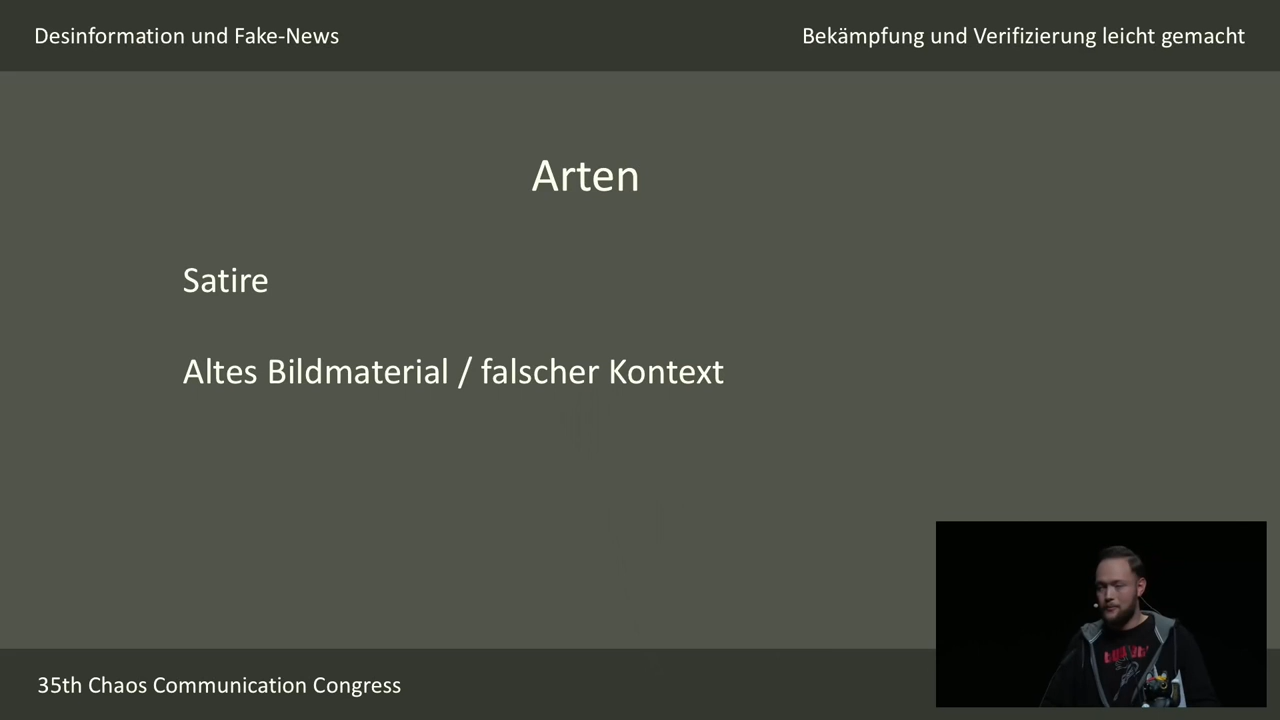 Desinformation und Fake-News
Bekämpfung und Verifizierung leicht gemacht
Arten
Satire
Altes Bildmaterial / falscher Kontext
35th Chaos Communication Congress